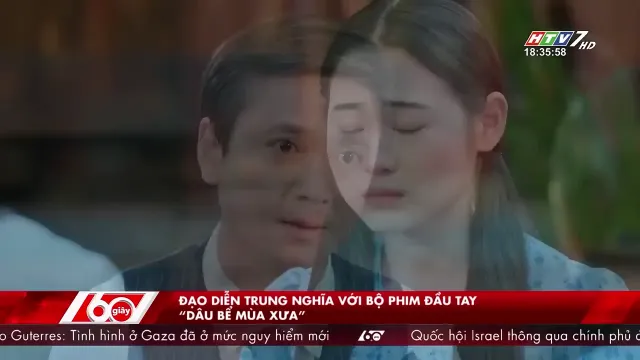 HTV7 HD
18:35:58
60 giây
ĐẠO DIỄN TRUNG NGHĨA VỚI BỘ PHIM ĐẦU TAY
“DÂU BỂ MÙA XƯA”
o Guterres: Tình hình ở Gaza đã ở mức nguy hiểm mới 60giây Quốc hội Israel thông qua chính phủ